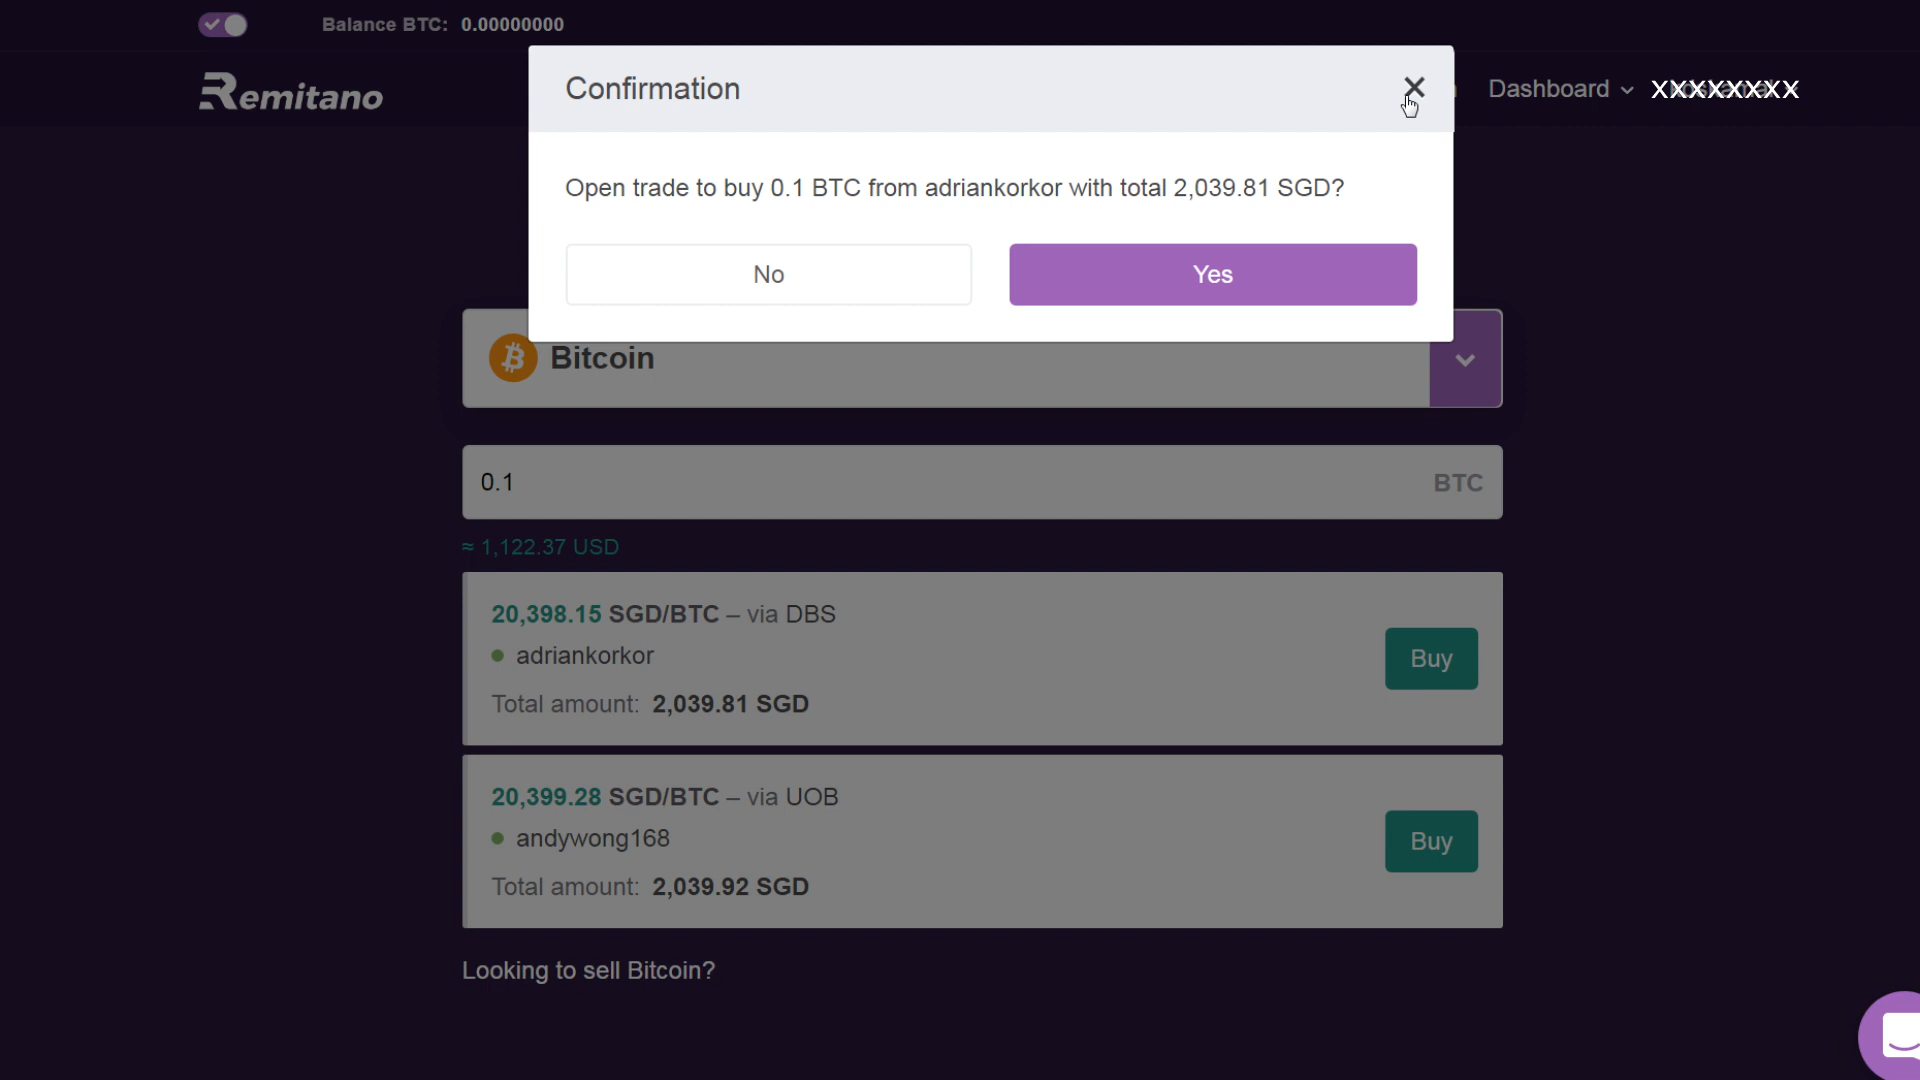 Balance BTC: 0.00000000
Remitano
Confirmation
Dashboard
XXXXXXXX
Open trade to buy 0.1 BTC from adriankorkor with total 2,039.81 SGD?
No
Yes
Bitcoin
0.1
BTC
≈ 1,122.37 USD
20,398.15 SGD/BTC – via DBS
adriankorkor
Buy
Total amount: 2,039.81 SGD
20,399.28 SGD/BTC – via UOB
andywong168
Buy
Total amount: 2,039.92 SGD
Looking to sell Bitcoin?